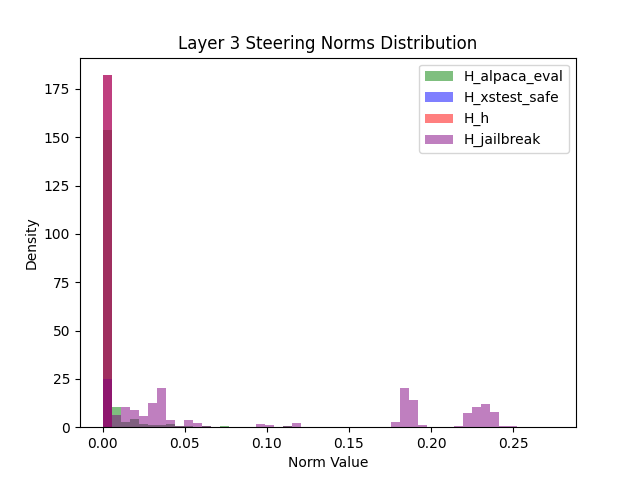 Layer 3 Steering Norms Distribution
H_alpaca_eval
H_xstest_safe
H_h
H_jailbreak
175
150
125
100
75
50
25
0
Density
0.00 0.05 0.10 0.15 0.20 0.25
Norm Value